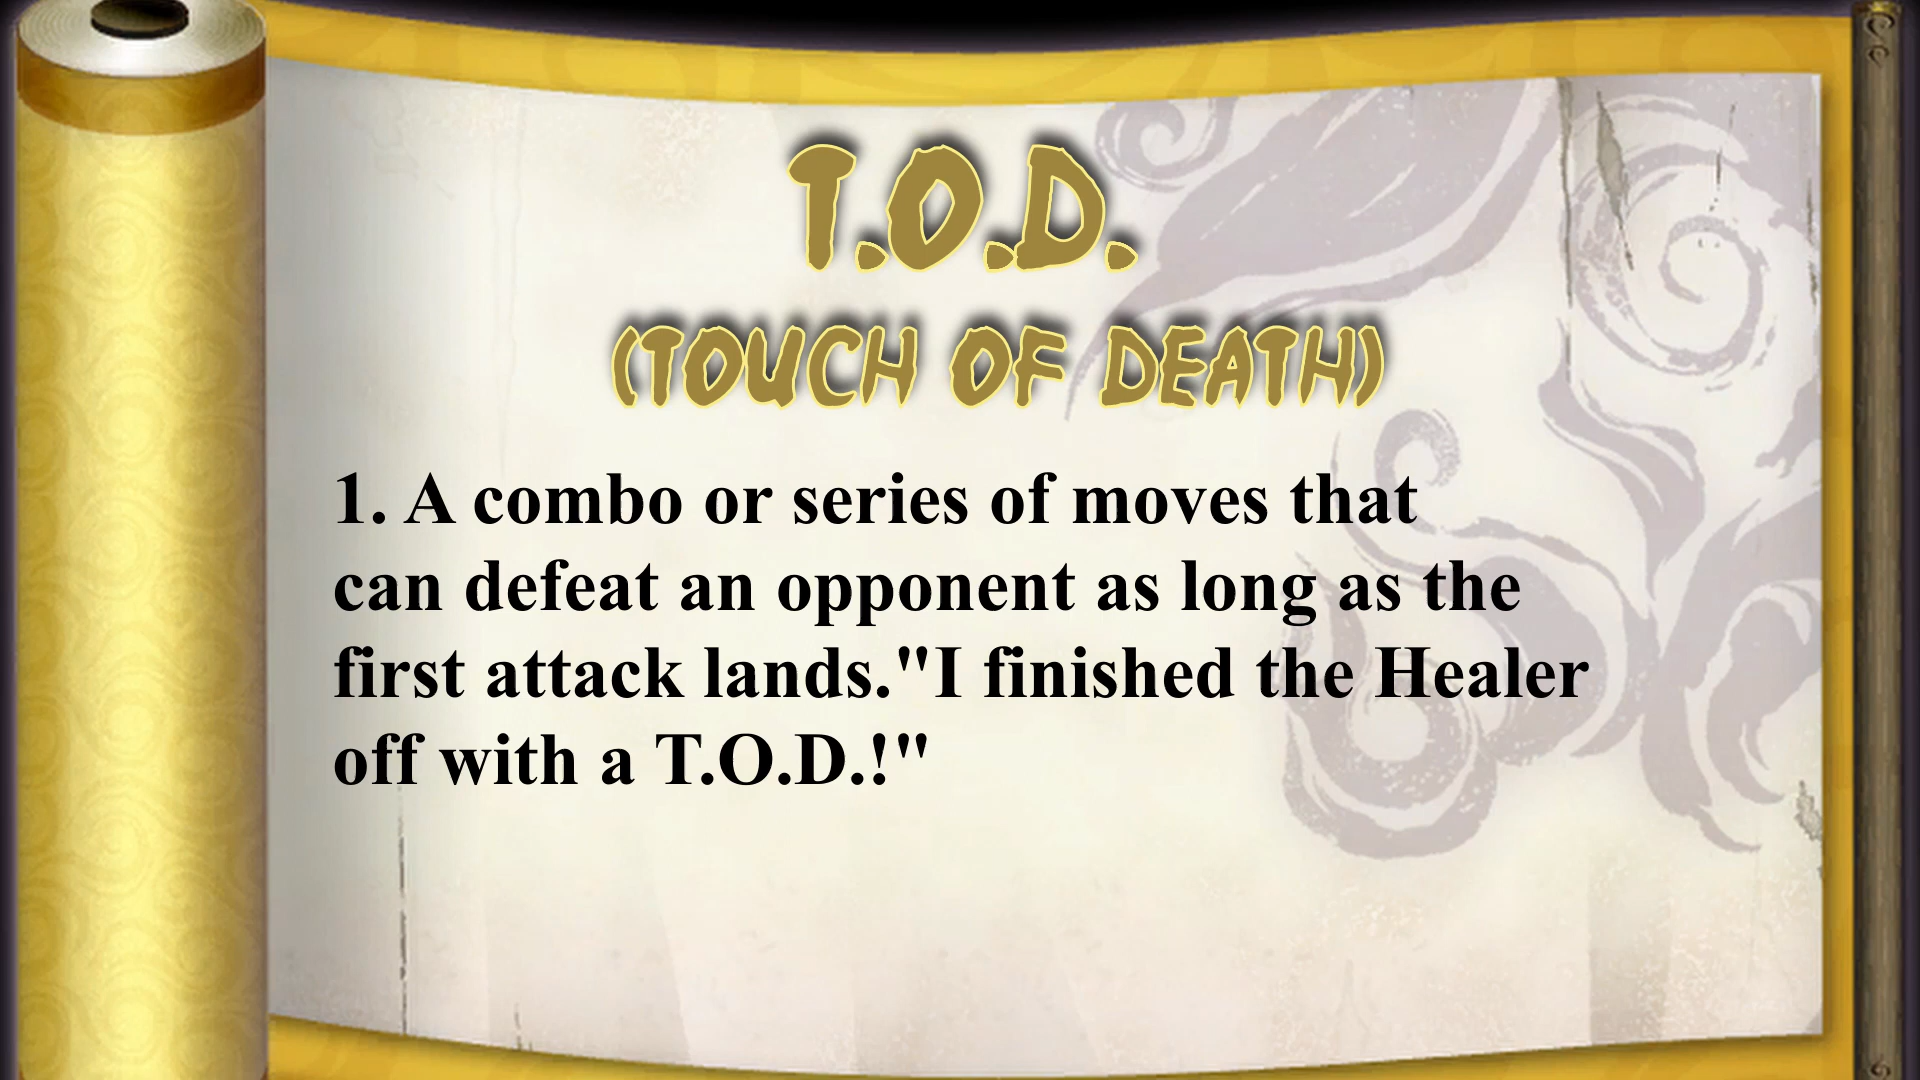 T.O.D.
(TOUCH OF DEATH)
1. A combo or series of moves that
can defeat an opponent as long as the
first attack lands."I finished the Healer
off with a T.O.D.!"